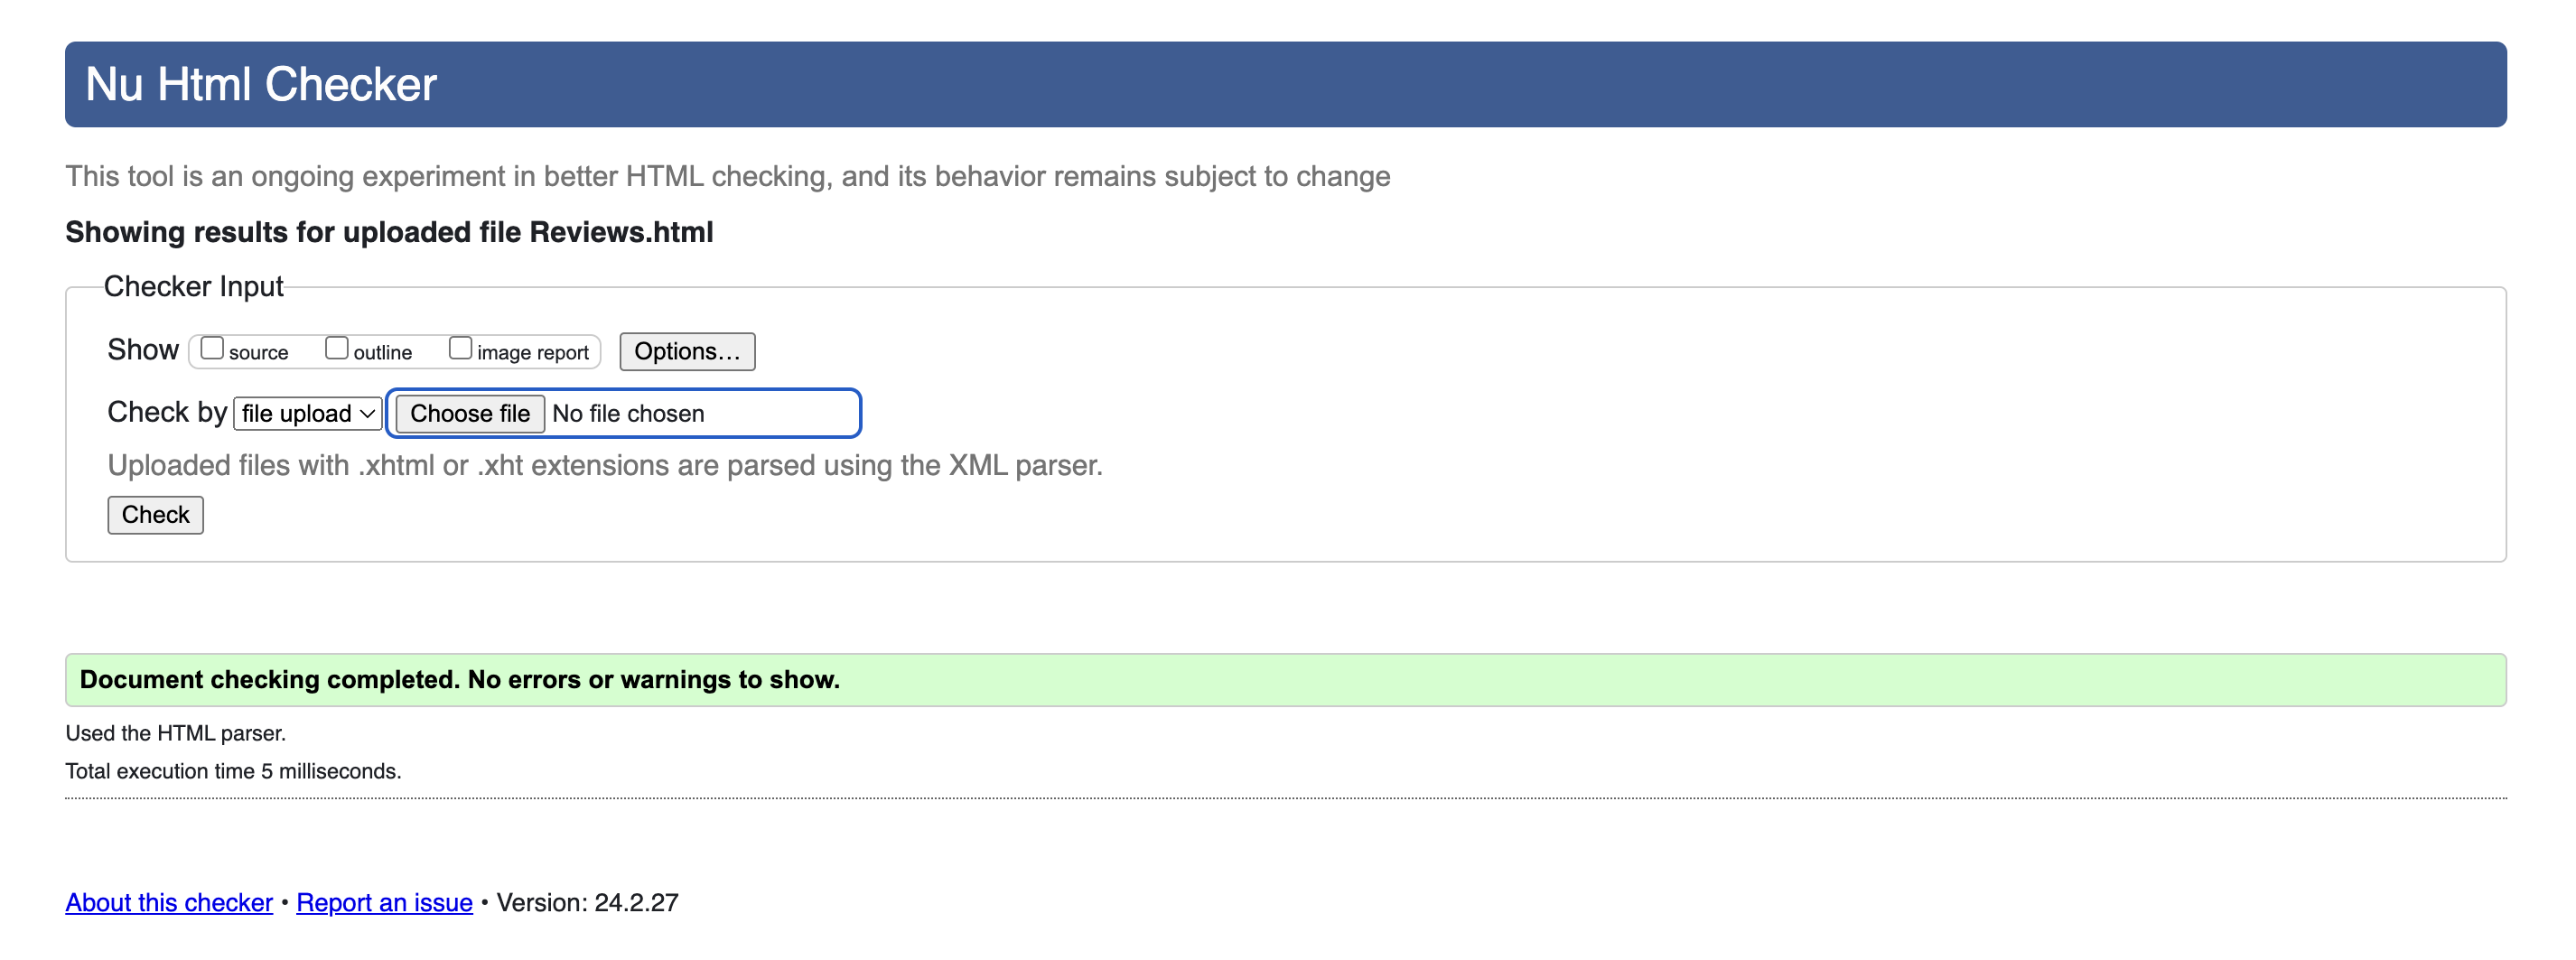 Nu Html Checker
This tool is an ongoing experiment in better HTML checking, and its behavior remains subject to change
Showing results for uploaded file Reviews.html
Checker Input
Show source outline image report Options...
Check by file upload Choose file No file chosen
Uploaded files with .xhtml or .xht extensions are parsed using the XML parser.
Check
Document checking completed. No errors or warnings to show.
Used the HTML parser.
Total execution time 5 milliseconds.
About this checker • Report an issue • Version: 24.2.27